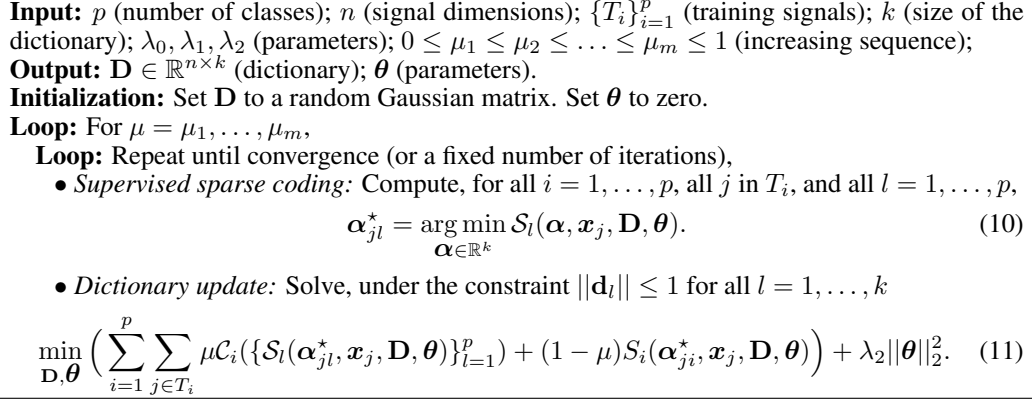 Input: p (number of classes); n (signal dimensions); {T_i}_{i=1}^p (training signals); k (size of the
dictionary); λ_0, λ_1, λ_2 (parameters); 0 ≤ μ_1 ≤ μ_2 ≤ … ≤ μ_m ≤ 1 (increasing sequence);
Output: D ∈ ℝ^{n×k} (dictionary); θ (parameters).
Initialization: Set D to a random Gaussian matrix. Set θ to zero.
Loop: For μ = μ_1, …, μ_m,
Loop: Repeat until convergence (or a fixed number of iterations),
• Supervised sparse coding: Compute, for all i = 1, …, p, all j in T_i, and all l = 1, …, p,
α*_{jl} = arg min_{α∈ℝ^k} S_l(α, x_j, D, θ). (10)
• Dictionary update: Solve, under the constraint ||d_l|| ≤ 1 for all l = 1, …, k
min_{D,θ} ( ∑_{i=1}^p ∑_{j∈T_i} μC_i({S_l(α*_{jl}, x_j, D, θ)}_{l=1}^p) + (1 − μ)S_i(α*_{ji}, x_j, D, θ) ) + λ_2||θ||_2^2. (11)